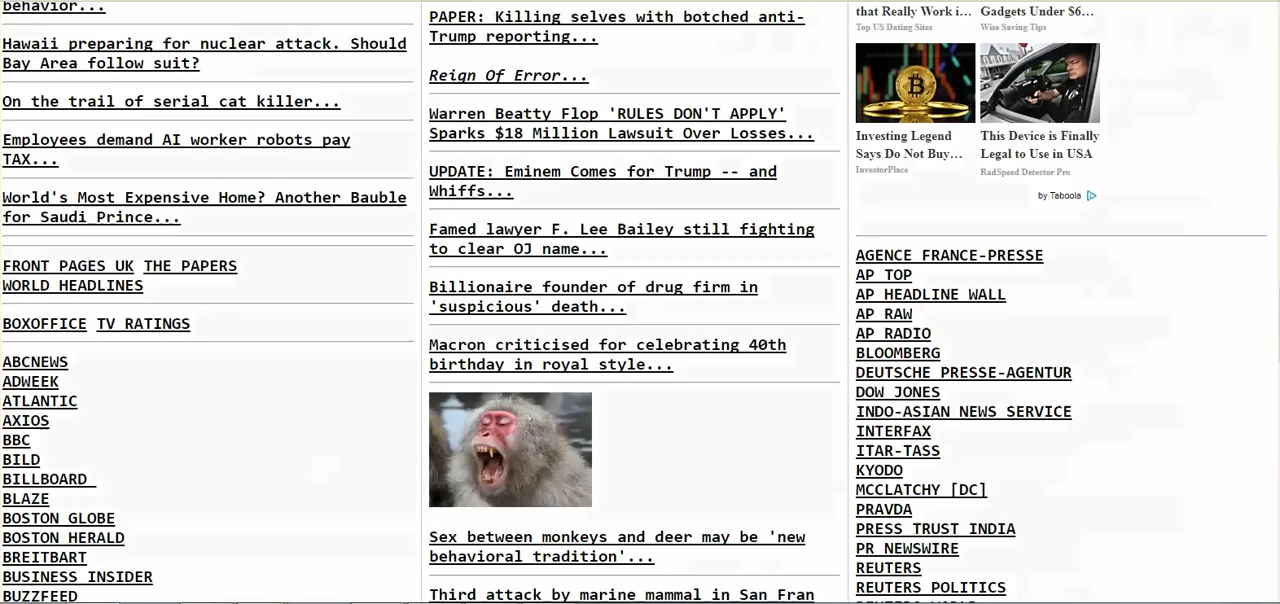 behavior...
Hawaii preparing for nuclear attack. Should
Bay Area follow suit?
On the trail of serial cat killer...
Employees demand AI worker robots pay
TAX...
World's Most Expensive Home? Another Bauble
for Saudi Prince...
FRONT PAGES UK THE PAPERS
WORLD HEADLINES
BOXOFFICE TV RATINGS
ABCNEWS
ADWEEK
ATLANTIC
AXIOS
BBC
BILD
BILLBOARD
BLAZE
BOSTON GLOBE
BOSTON HERALD
BREITBART
BUSINESS INSIDER
BUZZFEED
PAPER: Killing selves with botched anti-
Trump reporting...
Reign Of Error...
Warren Beatty Flop 'RULES DON'T APPLY'
Sparks $18 Million Lawsuit Over Losses...
UPDATE: Eminem Comes for Trump -- and
Whiffs...
Famed lawyer F. Lee Bailey still fighting
to clear OJ name...
Billionaire founder of drug firm in
'suspicious' death...
Macron criticised for celebrating 40th
birthday in royal style...
Sex between monkeys and deer may be 'new
behavioral tradition'...
Third attack by marine mammal in San Fran
that Really Work i...
Top US Dating Sites
Gadgets Under $6...
Wise Saving Tips
Investing Legend
Says Do Not Buy...
InvestorPlace
This Device is Finally
Legal to Use in USA
RadSpeed Detector Pro
by Taboola
AGENCE FRANCE-PRESSE
AP TOP
AP HEADLINE WALL
AP RAW
AP RADIO
BLOOMBERG
DEUTSCHE PRESSE-AGENTUR
DOW JONES
INDO-ASIAN NEWS SERVICE
INTERFAX
ITAR-TASS
KYODO
MCCLATCHY [DC]
PRAVDA
PRESS TRUST INDIA
PR NEWSWIRE
REUTERS
REUTERS POLITICS